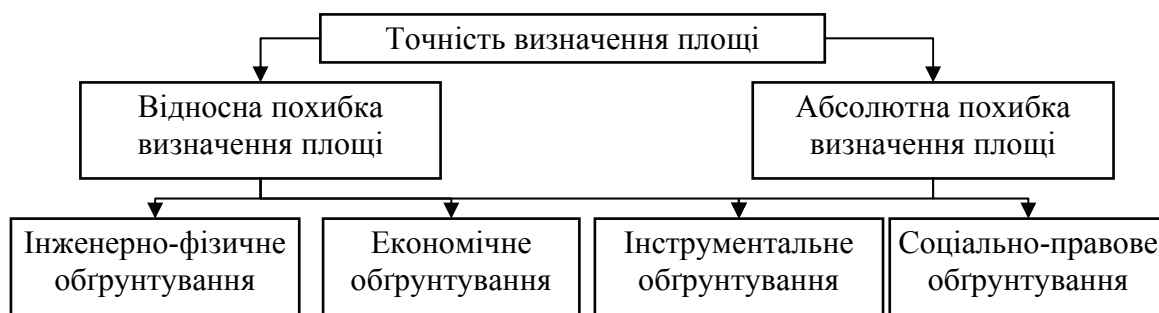 Точність визначення площі
Відносна похибка
визначення площі
Абсолютна похибка
визначення площі
Інженерно-фізичне
обґрунтування
Економічне
обґрунтування
Інструментальне
обґрунтування
Соціально-правове
обґрунтування